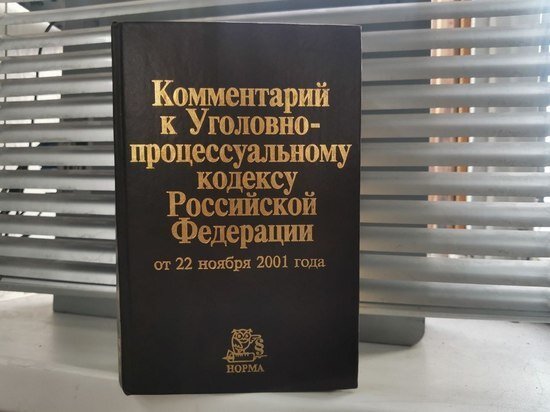 Комментарий
к Уголовно-
процессуальному
кодексу
Российской
Федерации
от 22 ноября 2001 года
НОРМА